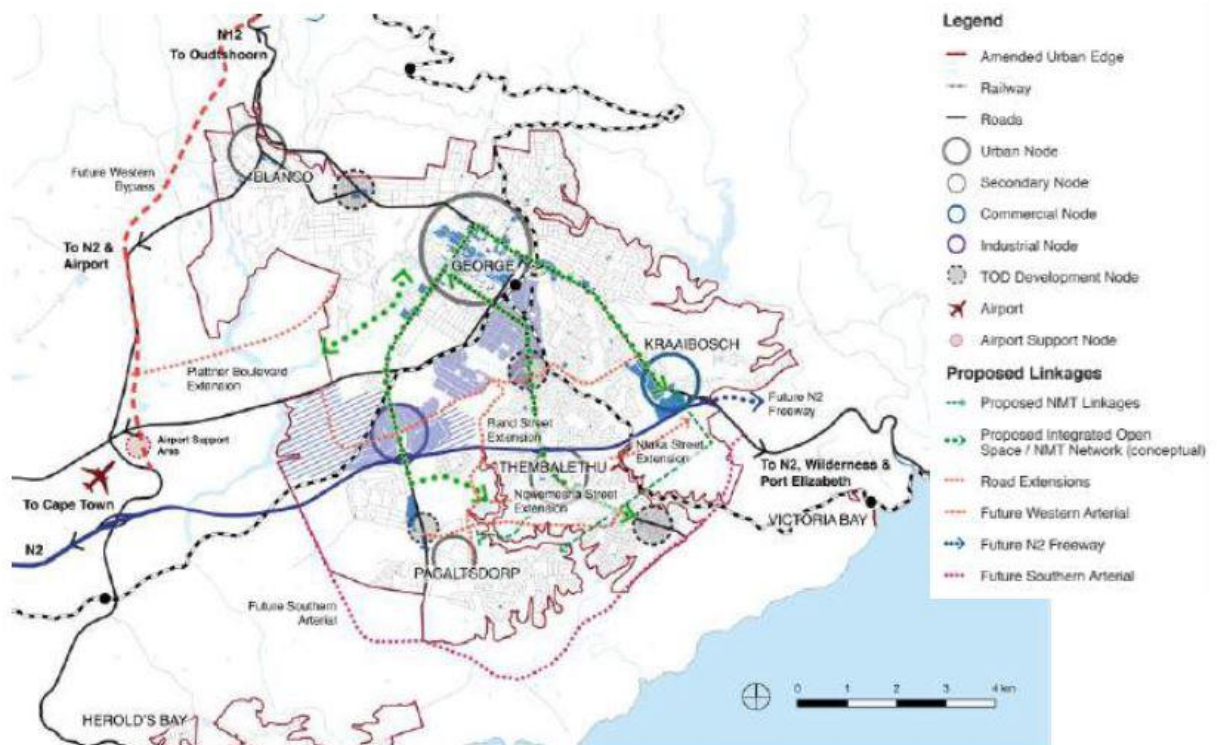 N12
To Oudtshoorn
Future Western
Bypass
BLANCO
To N2 &
Airport
GEORGE
KRAAIBOSCH
Plattner Boulevard
Extension
Future N2
Freeway
Rand Street
Extension
Airport Support
Area
Nlaka Street
Extension
To Cape Town
THEMBALETHU
To N2, Wilderness &
Port Elizabeth
Nowemesha Street
Extension
VICTORIA BAY
N2
PACALTSDORP
Future Southern
Arterial
HEROLD'S BAY
0 1 2 3 4 km
Legend
Amended Urban Edge
Railway
Roads
Urban Node
Secondary Node
Commercial Node
Industrial Node
TOD Development Node
Airport
Airport Support Node
Proposed Linkages
Proposed NMT Linkages
Proposed Integrated Open
Space / NMT Network (conceptual)
Road Extensions
Future Western Arterial
Future N2 Freeway
Future Southern Arterial